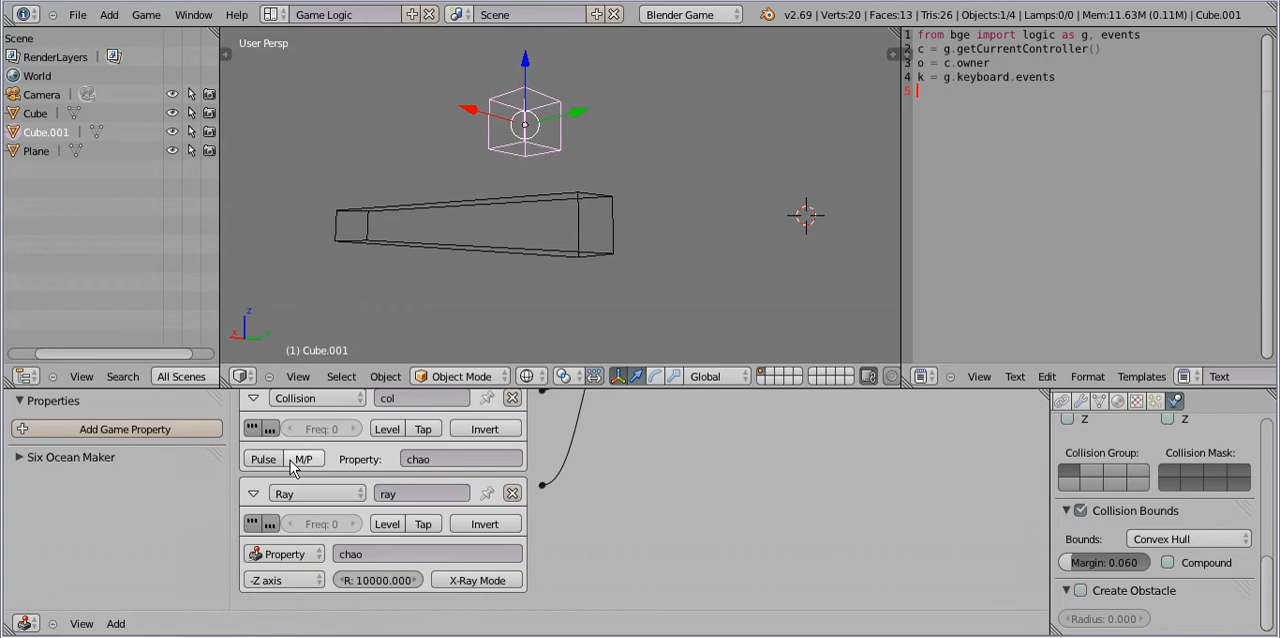 File Add Game Window Help Game Logic Scene Blender Game v2.69 | Verts:20 | Faces:13 | Tris:26 | Objects:1/4 | Lamps:0/0 | Mem:11.63M (0.11M) | Cube.001
Scene
RenderLayers
World
Camera
Cube
Cube.001
Plane
View Search All Scenes
User Persp
z
x
y
(1) Cube.001
View Select Object Object Mode Global
1 from bge import logic as g, events
2 c = g.getCurrentController()
3 o = c.owner
4 k = g.keyboard.events
5
View Text Edit Format Templates Text
Properties
Add Game Property
Six Ocean Maker
Collision col
Freq: 0 Level Tap Invert
Pulse M/P Property: chao
Ray ray
Freq: 0 Level Tap Invert
Property chao
-Z axis R: 10000.000 X-Ray Mode
View Add
Z Z
Collision Group: Collision Mask:
Collision Bounds
Bounds: Convex Hull
Margin: 0.060 Compound
Create Obstacle
Radius: 0.000